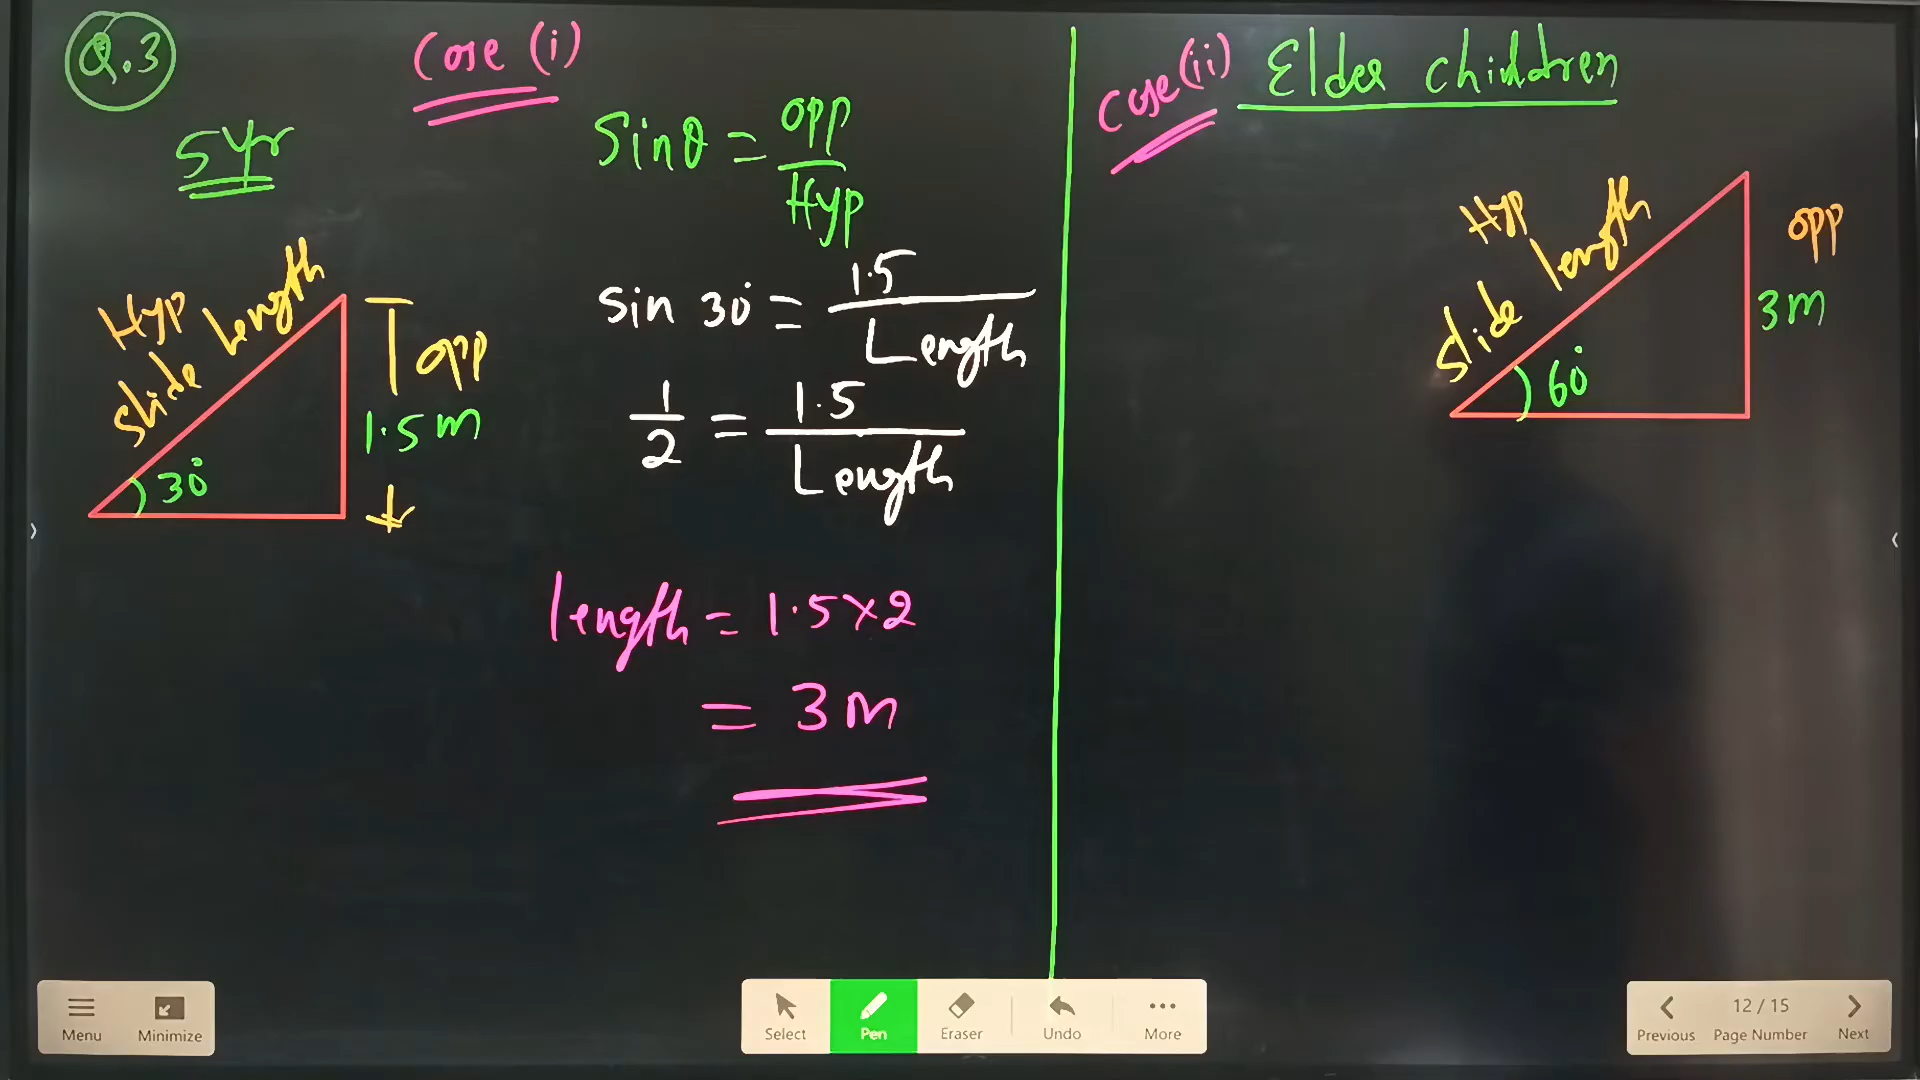 Q.3
Case (i)
5yr
Sinθ = opp/Hyp
Hyp
slide Length
opp
1.5 m
30°
sin 30° = 1.5/Length
1/2 = 1.5/Length
length = 1.5×2
= 3m
Case (ii) Elder children
Hyp
slide length
opp
3m
60°
Menu Minimize
Select Pen Eraser Undo More
12 / 15
Previous Page Number Next